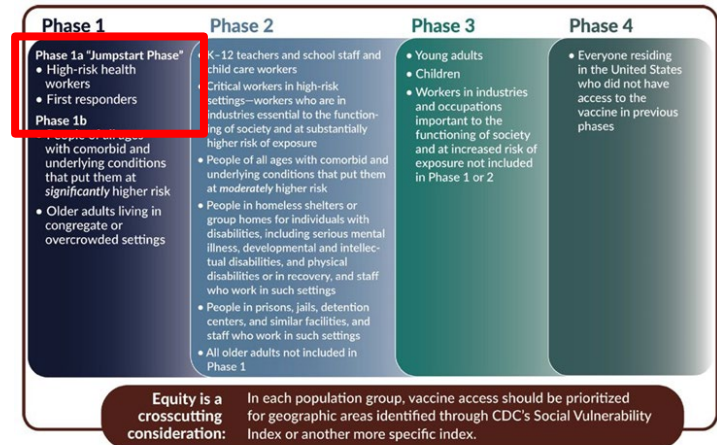 Phase 1
Phase 1a "Jumpstart Phase"
• High-risk health
workers
• First responders
Phase 1b
• People of all ages
with comorbid and
underlying conditions
that put them at
significantly higher risk
• Older adults living in
congregate or
overcrowded settings
Phase 2
• K–12 teachers and school staff and
child care workers
• Critical workers in high-risk
settings—workers who are in
industries essential to the function-
ing of society and at substantially
higher risk of exposure
• People of all ages with comorbid and
underlying conditions that put them
at moderately higher risk
• People in homeless shelters or
group homes for individuals with
disabilities, including serious mental
illness, developmental and intellec-
tual disabilities, and physical
disabilities or in recovery, and staff
who work in such settings
• People in prisons, jails, detention
centers, and similar facilities, and
staff who work in such settings
• All older adults not included in
Phase 1
Phase 3
• Young adults
• Children
• Workers in industries
and occupations
important to the
functioning of society
and at increased risk of
exposure not included
in Phase 1 or 2
Phase 4
• Everyone residing
in the United States
who did not have
access to the
vaccine in previous
phases
Equity is a
crosscutting
consideration:
In each population group, vaccine access should be prioritized
for geographic areas identified through CDC's Social Vulnerability
Index or another more specific index.